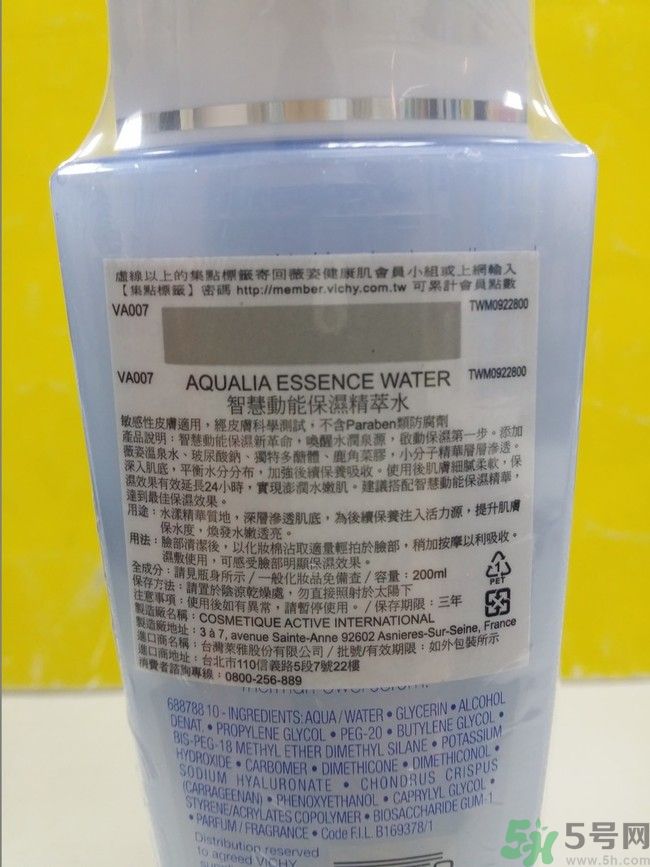 虛線以上的集點標籤寄回薇姿健康肌會員小組或上網輸入
【集點標籤】密碼 http://member.vichy.com.tw 可累計會員點數
VA007 TWM0922800
VA007 AQUALIA ESSENCE WATER TWM0922800
智慧動能保濕精萃水
敏感性皮膚適用，經皮膚科學測試，不含Paraben類防腐劑
產品說明：智慧動能保濕新革命，喚醒水潤泉源，啟動保濕第一步。添加
薇姿溫泉水、玻尿酸鈉、獨特多醣體、鹿角菜膠，小分子精華層層滲透。
深入肌底，平衡水分分布，加強後續保養吸收。使用後肌膚細膩柔軟，保
濕效果有效延長24小時，實現澎潤水嫩肌。建議搭配智慧動能保濕精華，
達到最佳保濕效果。
用途：水漾精華質地，深層滲透肌底，為後續保養注入活力源，提升肌膚
保水度，煥發水嫩透亮。
用法：臉部清潔後，以化妝棉沾取適量輕拍於臉部，稍加按摩以利吸收。
濕敷使用，可感受臉部明顯保濕效果。
全成分：請見瓶身所示 / 一般化妝品免備查 / 容量：200ml
保存方法：請置於陰涼乾燥處，勿直接照射於太陽下
注意事項：使用後如有異常，請暫停使用。/ 保存期限：三年
製造廠名稱：COSMETIQUE ACTIVE INTERNATIONAL
製造廠地址：3 à 7, avenue Sainte-Anne 92602 Asnieres-Sur-Seine, France
進口商名稱：台灣萊雅股份有限公司 / 批號/有效期限：如外包裝所示
進口商地址：台北市110信義路5段7號22樓
消費者諮詢專線：0800-256-889
1
PET
688788 10 - INGREDIENTS: AQUA / WATER • GLYCERIN • ALCOHOL
DENAT. • PROPYLENE GLYCOL • PEG-20 • BUTYLENE GLYCOL •
BIS-PEG-18 METHYL ETHER DIMETHYL SILANE • POTASSIUM
HYDROXIDE • CARBOMER • DIMETHICONE • DIMETHICONOL •
SODIUM HYALURONATE • CHONDRUS CRISPUS
(CARRAGEENAN) • PHENOXYETHANOL • CAPRYLYL GLYCOL •
STYRENE/ACRYLATES COPOLYMER • BIOSACCHARIDE GUM-1
• PARFUM / FRAGRANCE • Code F.I.L. B169378/1
Distribution reserved
to agreed VICHY
5号网
www.5h.com